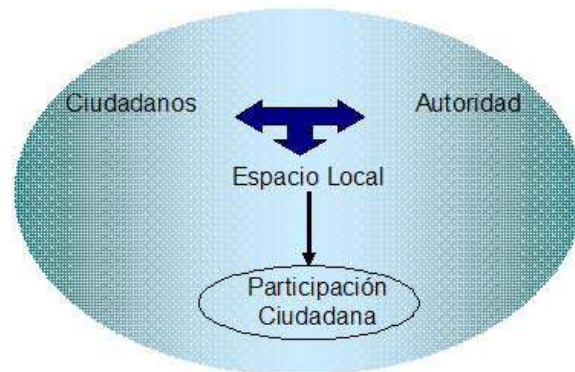 Ciudadanos
Autoridad
Espacio Local
Participación
Ciudadana